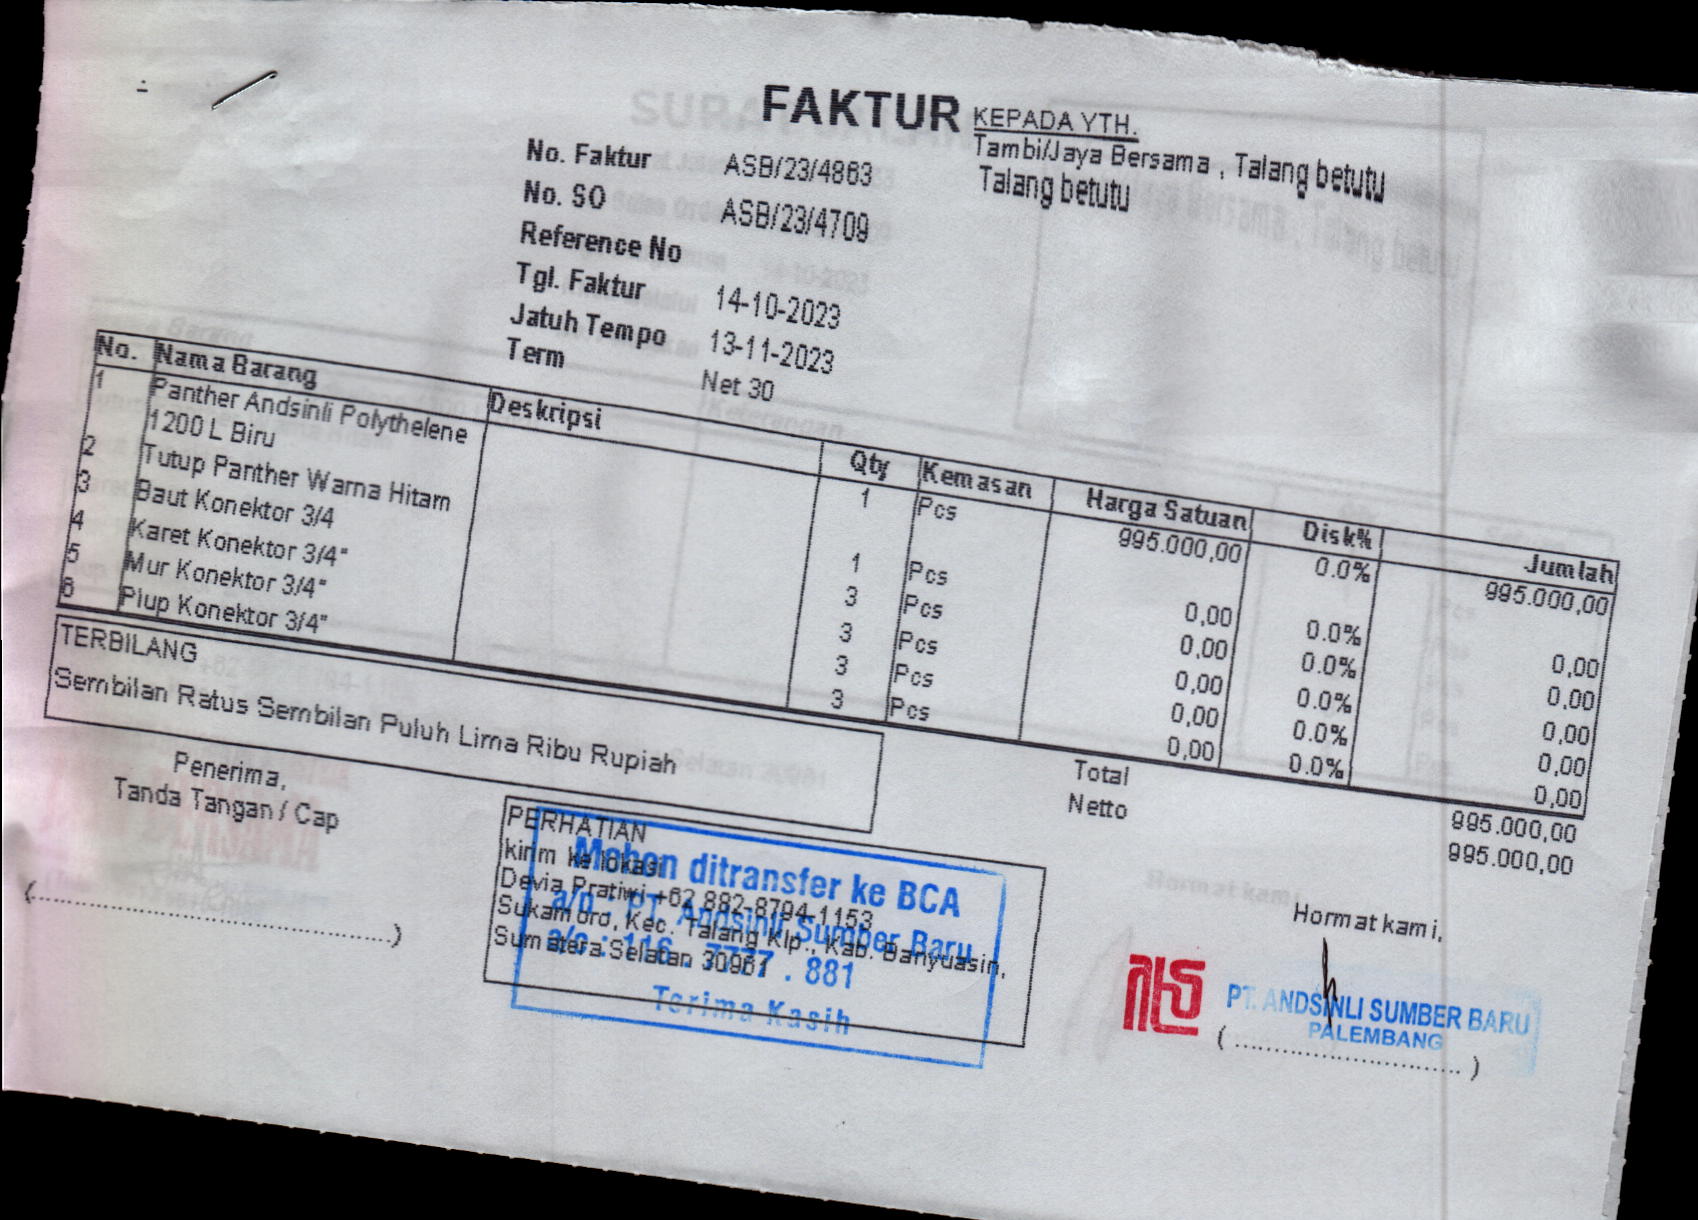 FAKTUR
KEPADA YTH.
Tambi/Jaya Bersama , Talang betutu
Talang betutu
No. Faktur ASB/23/4863
No. SO ASB/23/4709
Reference No
Tgl. Faktur 14-10-2023
Jatuh Tempo 13-11-2023
Term Net 30
No. Nama Barang Deskripsi Qty Kemasan Harga Satuan Disk% Jumlah
1 Panther Andsinli Polythelene 1 Pcs 995.000,00 0.0% 995.000,00
1200 L Biru
2 Tutup Panther Warna Hitam 1 Pcs 0,00 0.0% 0,00
3 Baut Konektor 3/4 3 Pcs 0,00 0.0% 0,00
4 Karet Konektor 3/4" 3 Pcs 0,00 0.0% 0,00
5 Mur Konektor 3/4" 3 Pcs 0,00 0.0% 0,00
6 Plup Konektor 3/4" 3 Pcs 0,00 0.0% 0,00
TERBILANG
Sembilan Ratus Sembilan Puluh Lima Ribu Rupiah
Total 995.000,00
Netto 995.000,00
Penerima,
Tanda Tangan / Cap
(................................................)
PERHATIAN
kirim ke lokasi
Devia Pratiwi +62 882-8794-1153
Sukamoro, Kec. Talang Klp., Kab. Banyuasin,
Sumatera Selatan 30961
Mohon ditransfer ke BCA
a/n : PT. Andsinli Sumber Baru
a/c : 116 . 7777 . 881
Terima Kasih
Hormat kami,
PT. ANDSINLI SUMBER BARU
PALEMBANG
( ................................ )